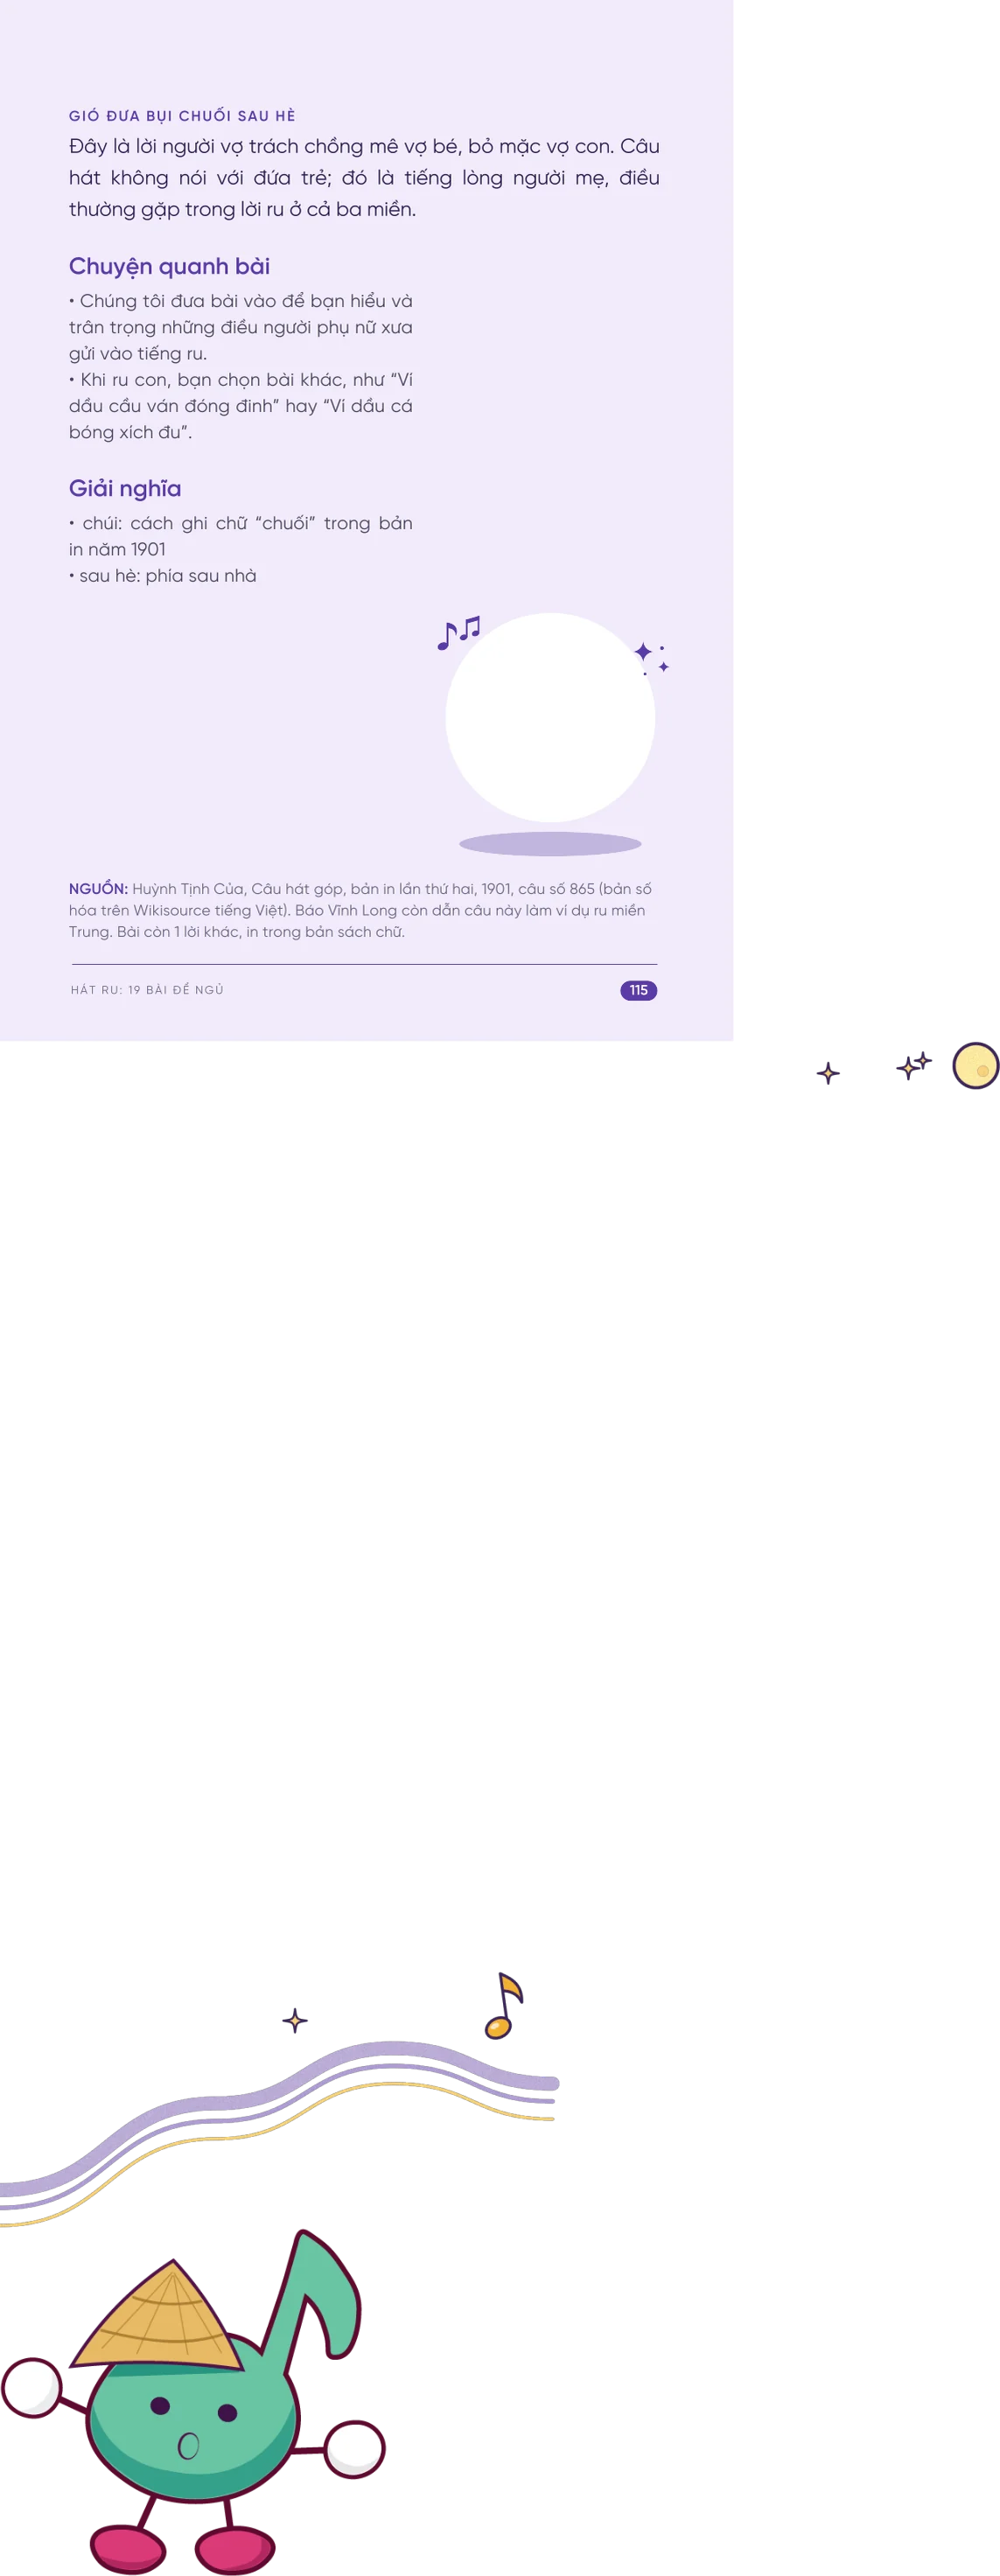 GIÓ ĐƯA BỤI CHUỐI SAU HÈ
Đây là lời người vợ trách chồng mê vợ bé, bỏ mặc vợ con. Câu
hát không nói với đứa trẻ; đó là tiếng lòng người mẹ, điều
thường gặp trong lời ru ở cả ba miền.
Chuyện quanh bài
• Chúng tôi đưa bài vào để bạn hiểu và
trân trọng những điều người phụ nữ xưa
gửi vào tiếng ru.
• Khi ru con, bạn chọn bài khác, như “Ví
dầu cầu ván đóng đinh” hay “Ví dầu cá
bóng xích đu”.
Giải nghĩa
• chúi: cách ghi chữ “chuối” trong bản
in năm 1901
• sau hè: phía sau nhà
NGUỒN: Huỳnh Tịnh Của, Câu hát góp, bản in lần thứ hai, 1901, câu số 865 (bản số
hóa trên Wikisource tiếng Việt). Báo Vĩnh Long còn dẫn câu này làm ví dụ ru miền
Trung. Bài còn 1 lời khác, in trong bản sách chữ.
HÁT RU: 19 BÀI ĐỂ NGỦ
115